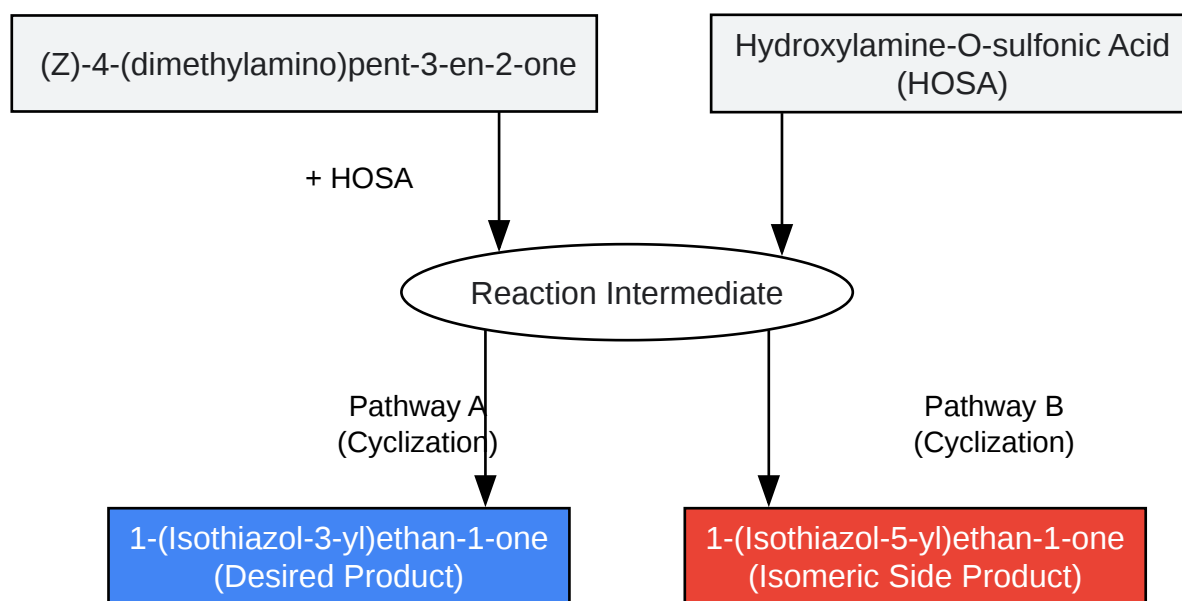 (Z)-4-(dimethylamino)pent-3-en-2-one
Hydroxylamine-O-sulfonic Acid
(HOSA)
+ HOSA
Reaction Intermediate
Pathway A
(Cyclization)
Pathway B
(Cyclization)
1-(Isothiazol-3-yl)ethan-1-one
(Desired Product)
1-(Isothiazol-5-yl)ethan-1-one
(Isomeric Side Product)